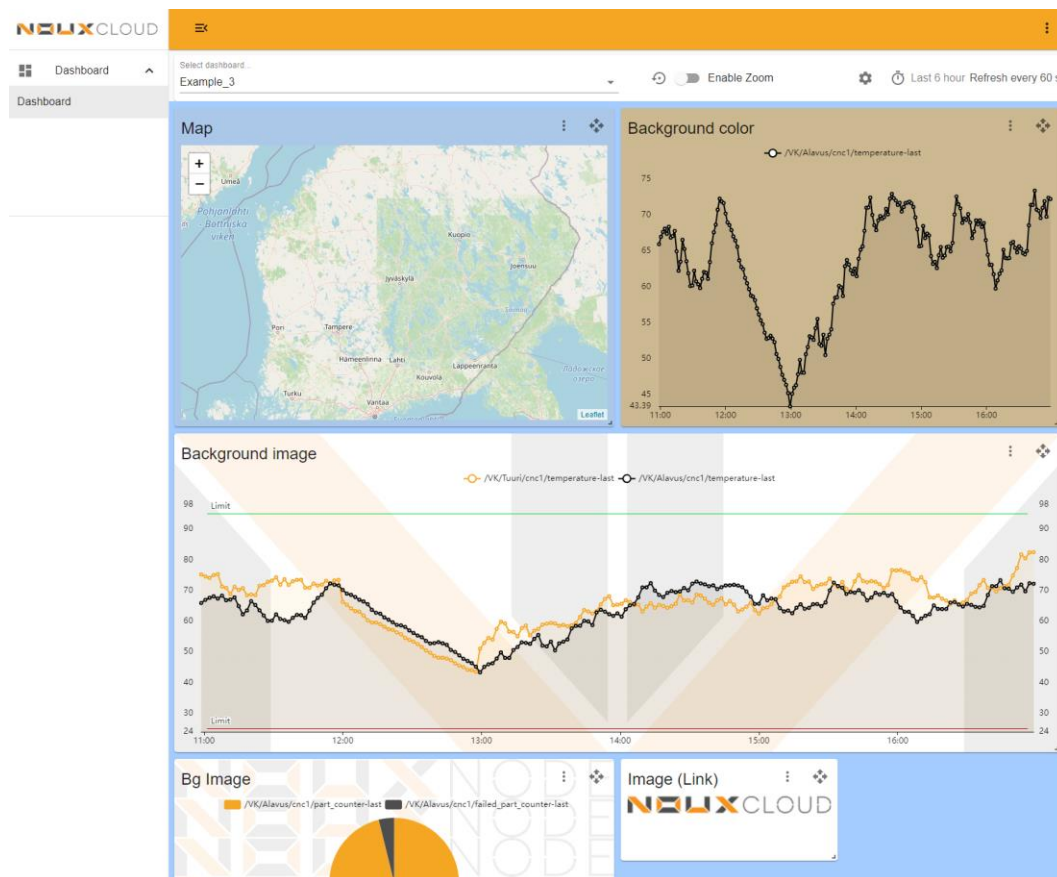 NOUXCLOUD
Dashboard
Dashboard
Select dashboard...
Example_3
Enable Zoom
Last 6 hour Refresh every 60 s
Map
+
−
Umeå
Pohjanlahti
- Bottniska
viken
Kuopio
Joensuu
Jyväskylä
Saimaa
Pori
Tampere
Hämeenlinna
Lahti
Lappeenranta
Kouvola
Turku
Vantaa
Ладожское
озеро
Leaflet
Background color
/VK/Alavus/cnc1/temperature-last
75
70
65
60
55
50
45
43.39
11:00 12:00 13:00 14:00 15:00 16:00
Background image
/VK/Tuuri/cnc1/temperature-last /VK/Alavus/cnc1/temperature-last
98 Limit 98
90 90
80 80
70 70
60 60
50 50
40 40
30 30
24 Limit 24
11:00 12:00 13:00 14:00 15:00 16:00
Bg Image
/VK/Alavus/cnc1/part_counter-last /VK/Alavus/cnc1/failed_part_counter-last
Image (Link)
NOUXCLOUD